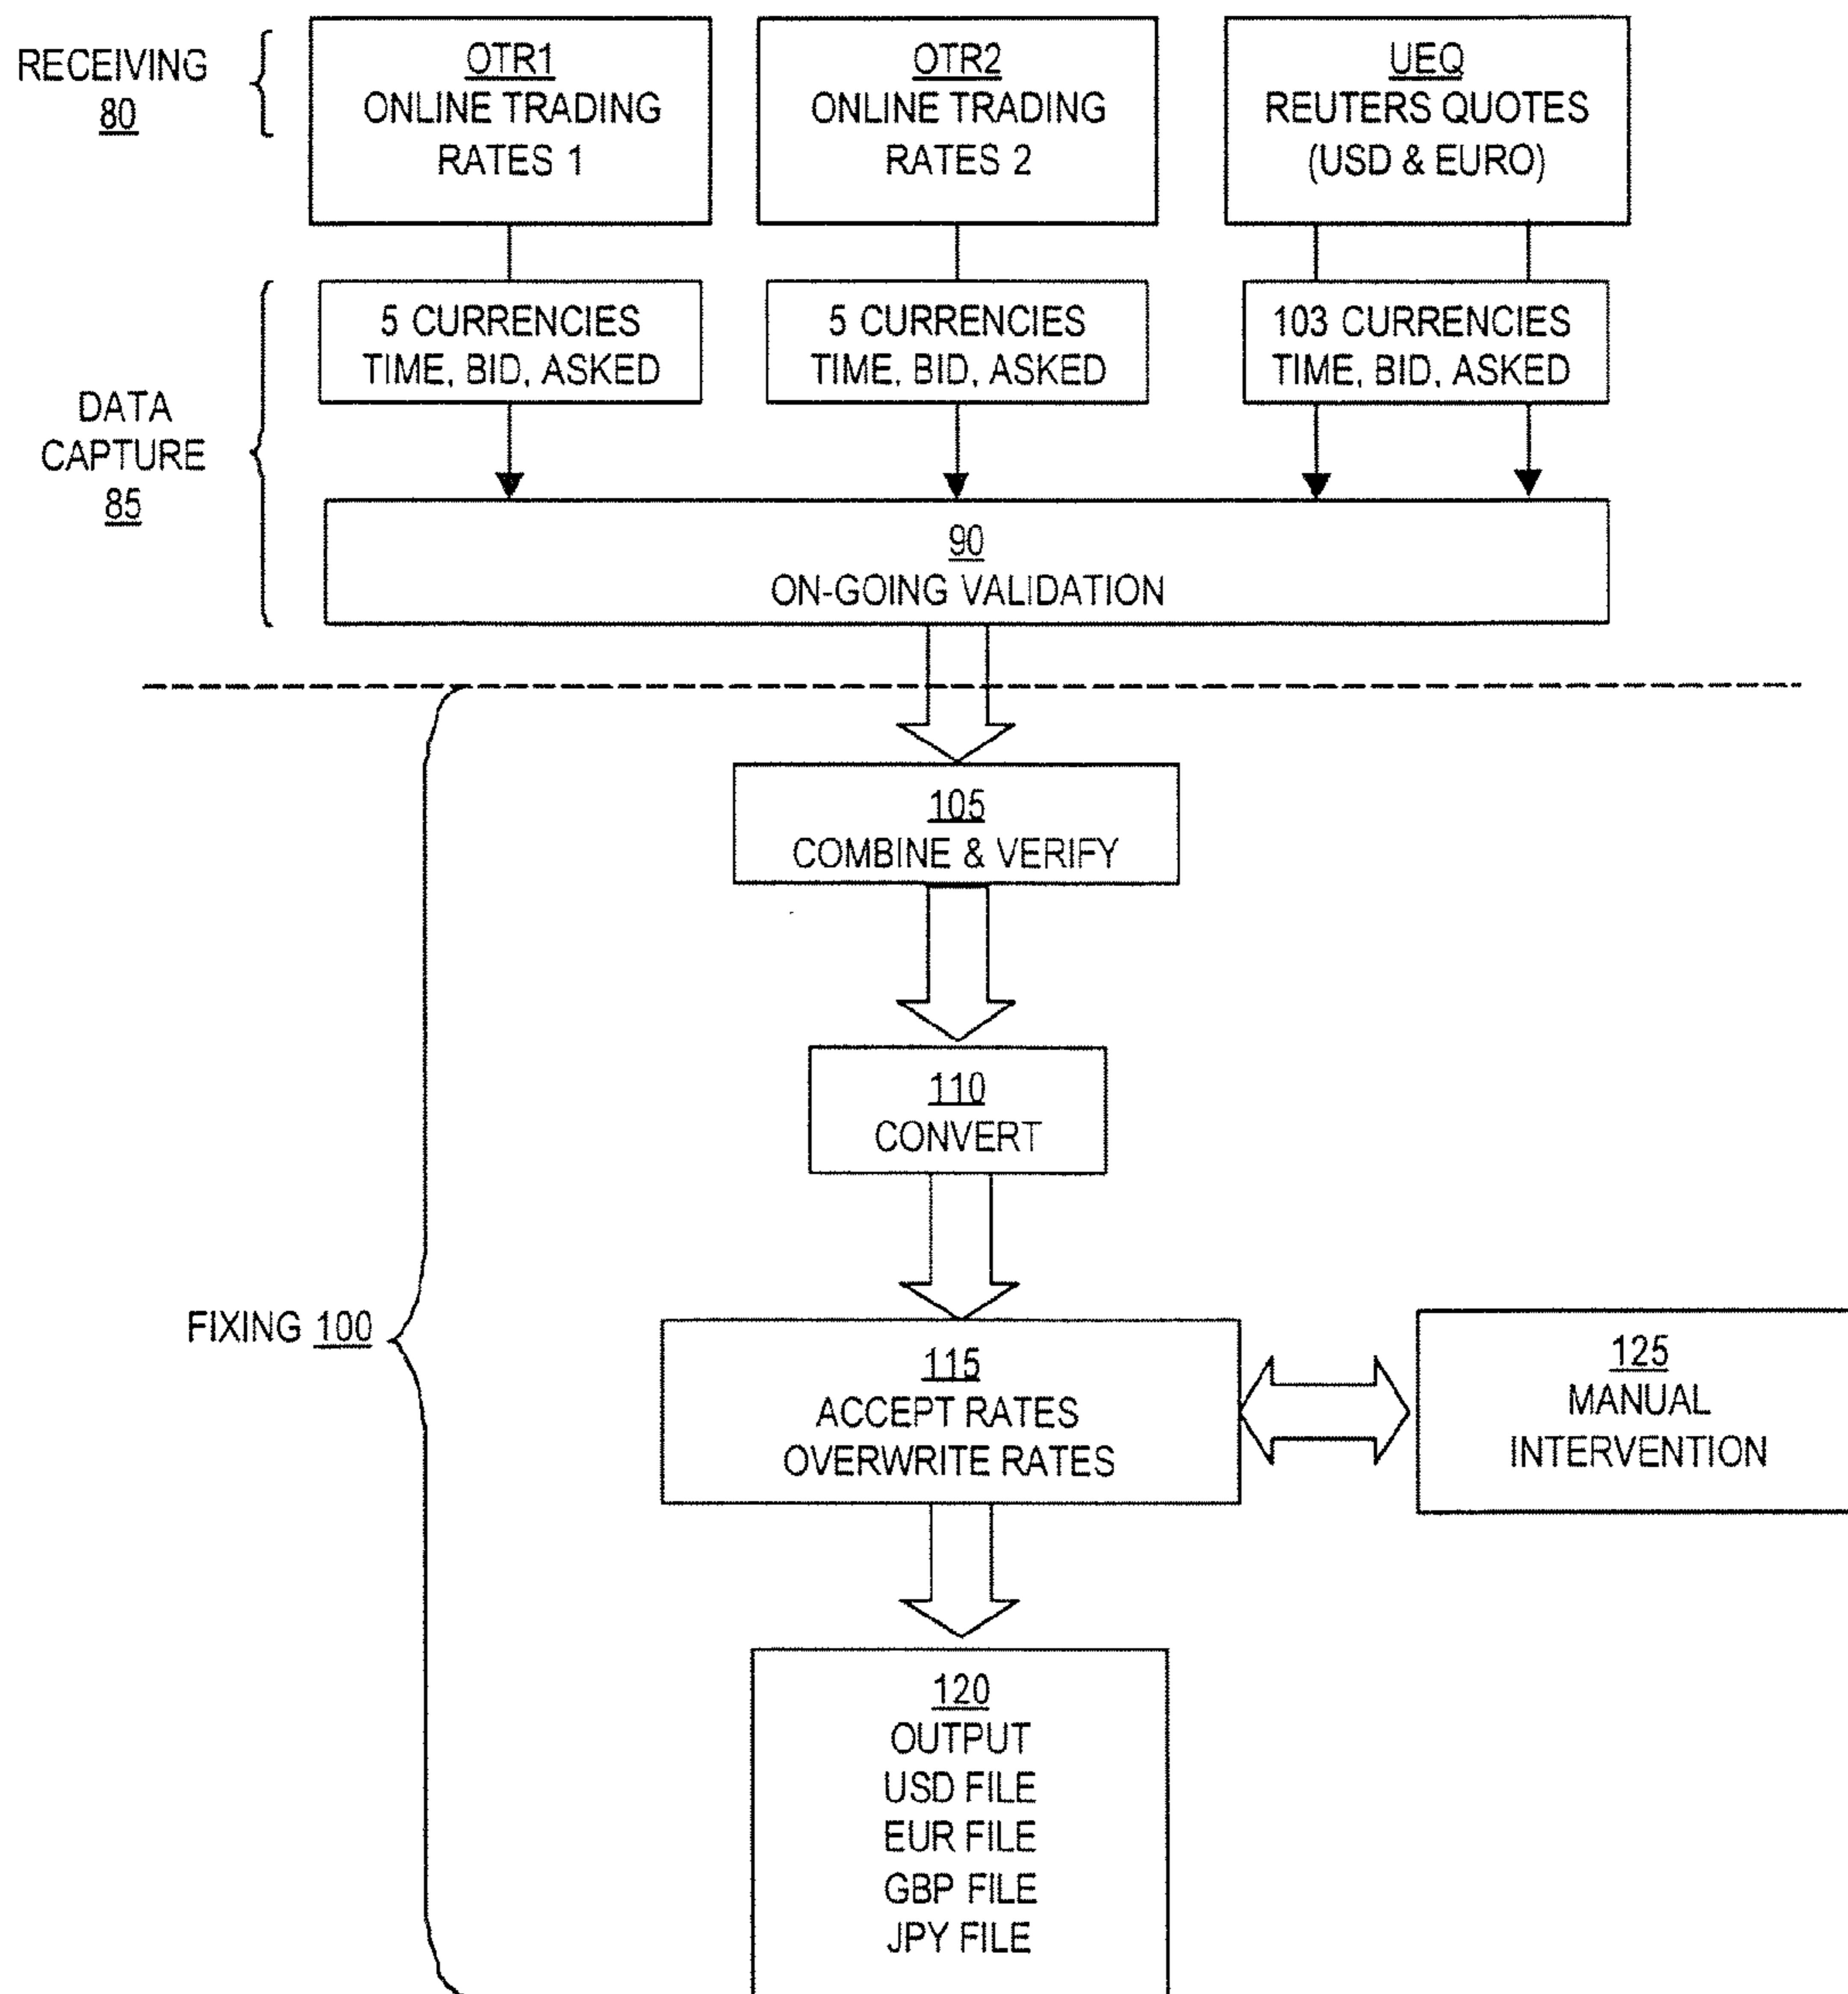 RECEIVING
80
OTR1
ONLINE TRADING
RATES 1
OTR2
ONLINE TRADING
RATES 2
UEQ
REUTERS QUOTES
(USD & EURO)
DATA
CAPTURE
85
5 CURRENCIES
TIME, BID, ASKED
5 CURRENCIES
TIME, BID, ASKED
103 CURRENCIES
TIME, BID, ASKED
90
ON-GOING VALIDATION
FIXING 100
105
COMBINE & VERIFY
110
CONVERT
115
ACCEPT RATES
OVERWRITE RATES
125
MANUAL
INTERVENTION
120
OUTPUT
USD FILE
EUR FILE
GBP FILE
JPY FILE